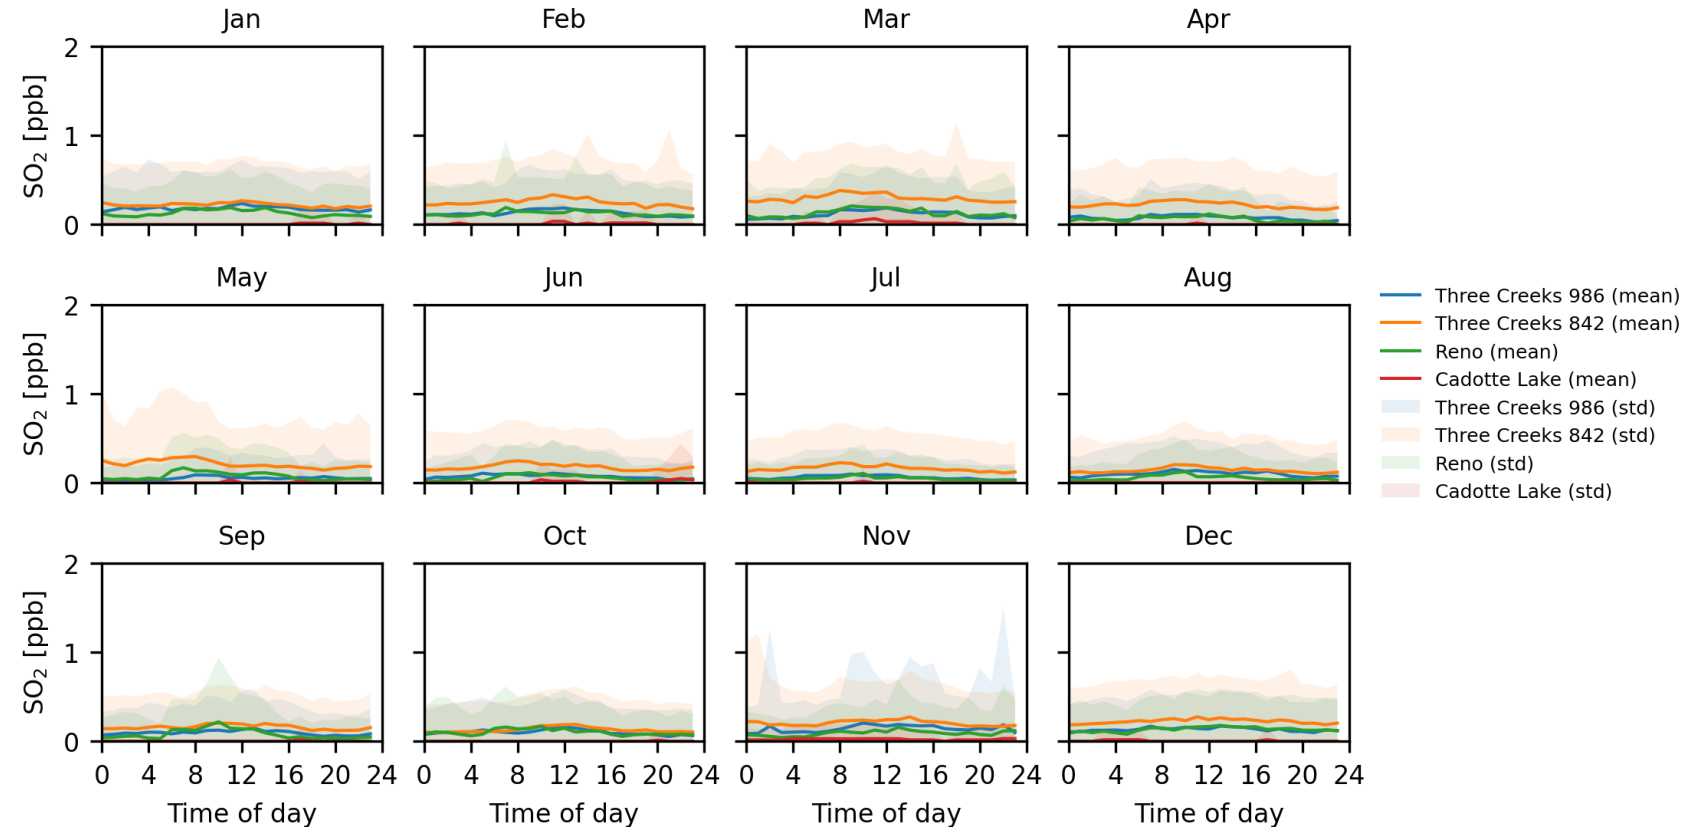 Jan Feb Mar Apr
SO₂ [ppb]
2
1
0
May Jun Jul Aug
SO₂ [ppb]
2
1
0
Three Creeks 986 (mean)
Three Creeks 842 (mean)
Reno (mean)
Cadotte Lake (mean)
Three Creeks 986 (std)
Three Creeks 842 (std)
Reno (std)
Cadotte Lake (std)
Sep Oct Nov Dec
SO₂ [ppb]
2
1
0
0 4 8 12 16 20 24 0 4 8 12 16 20 24 0 4 8 12 16 20 24 0 4 8 12 16 20 24
Time of day Time of day Time of day Time of day